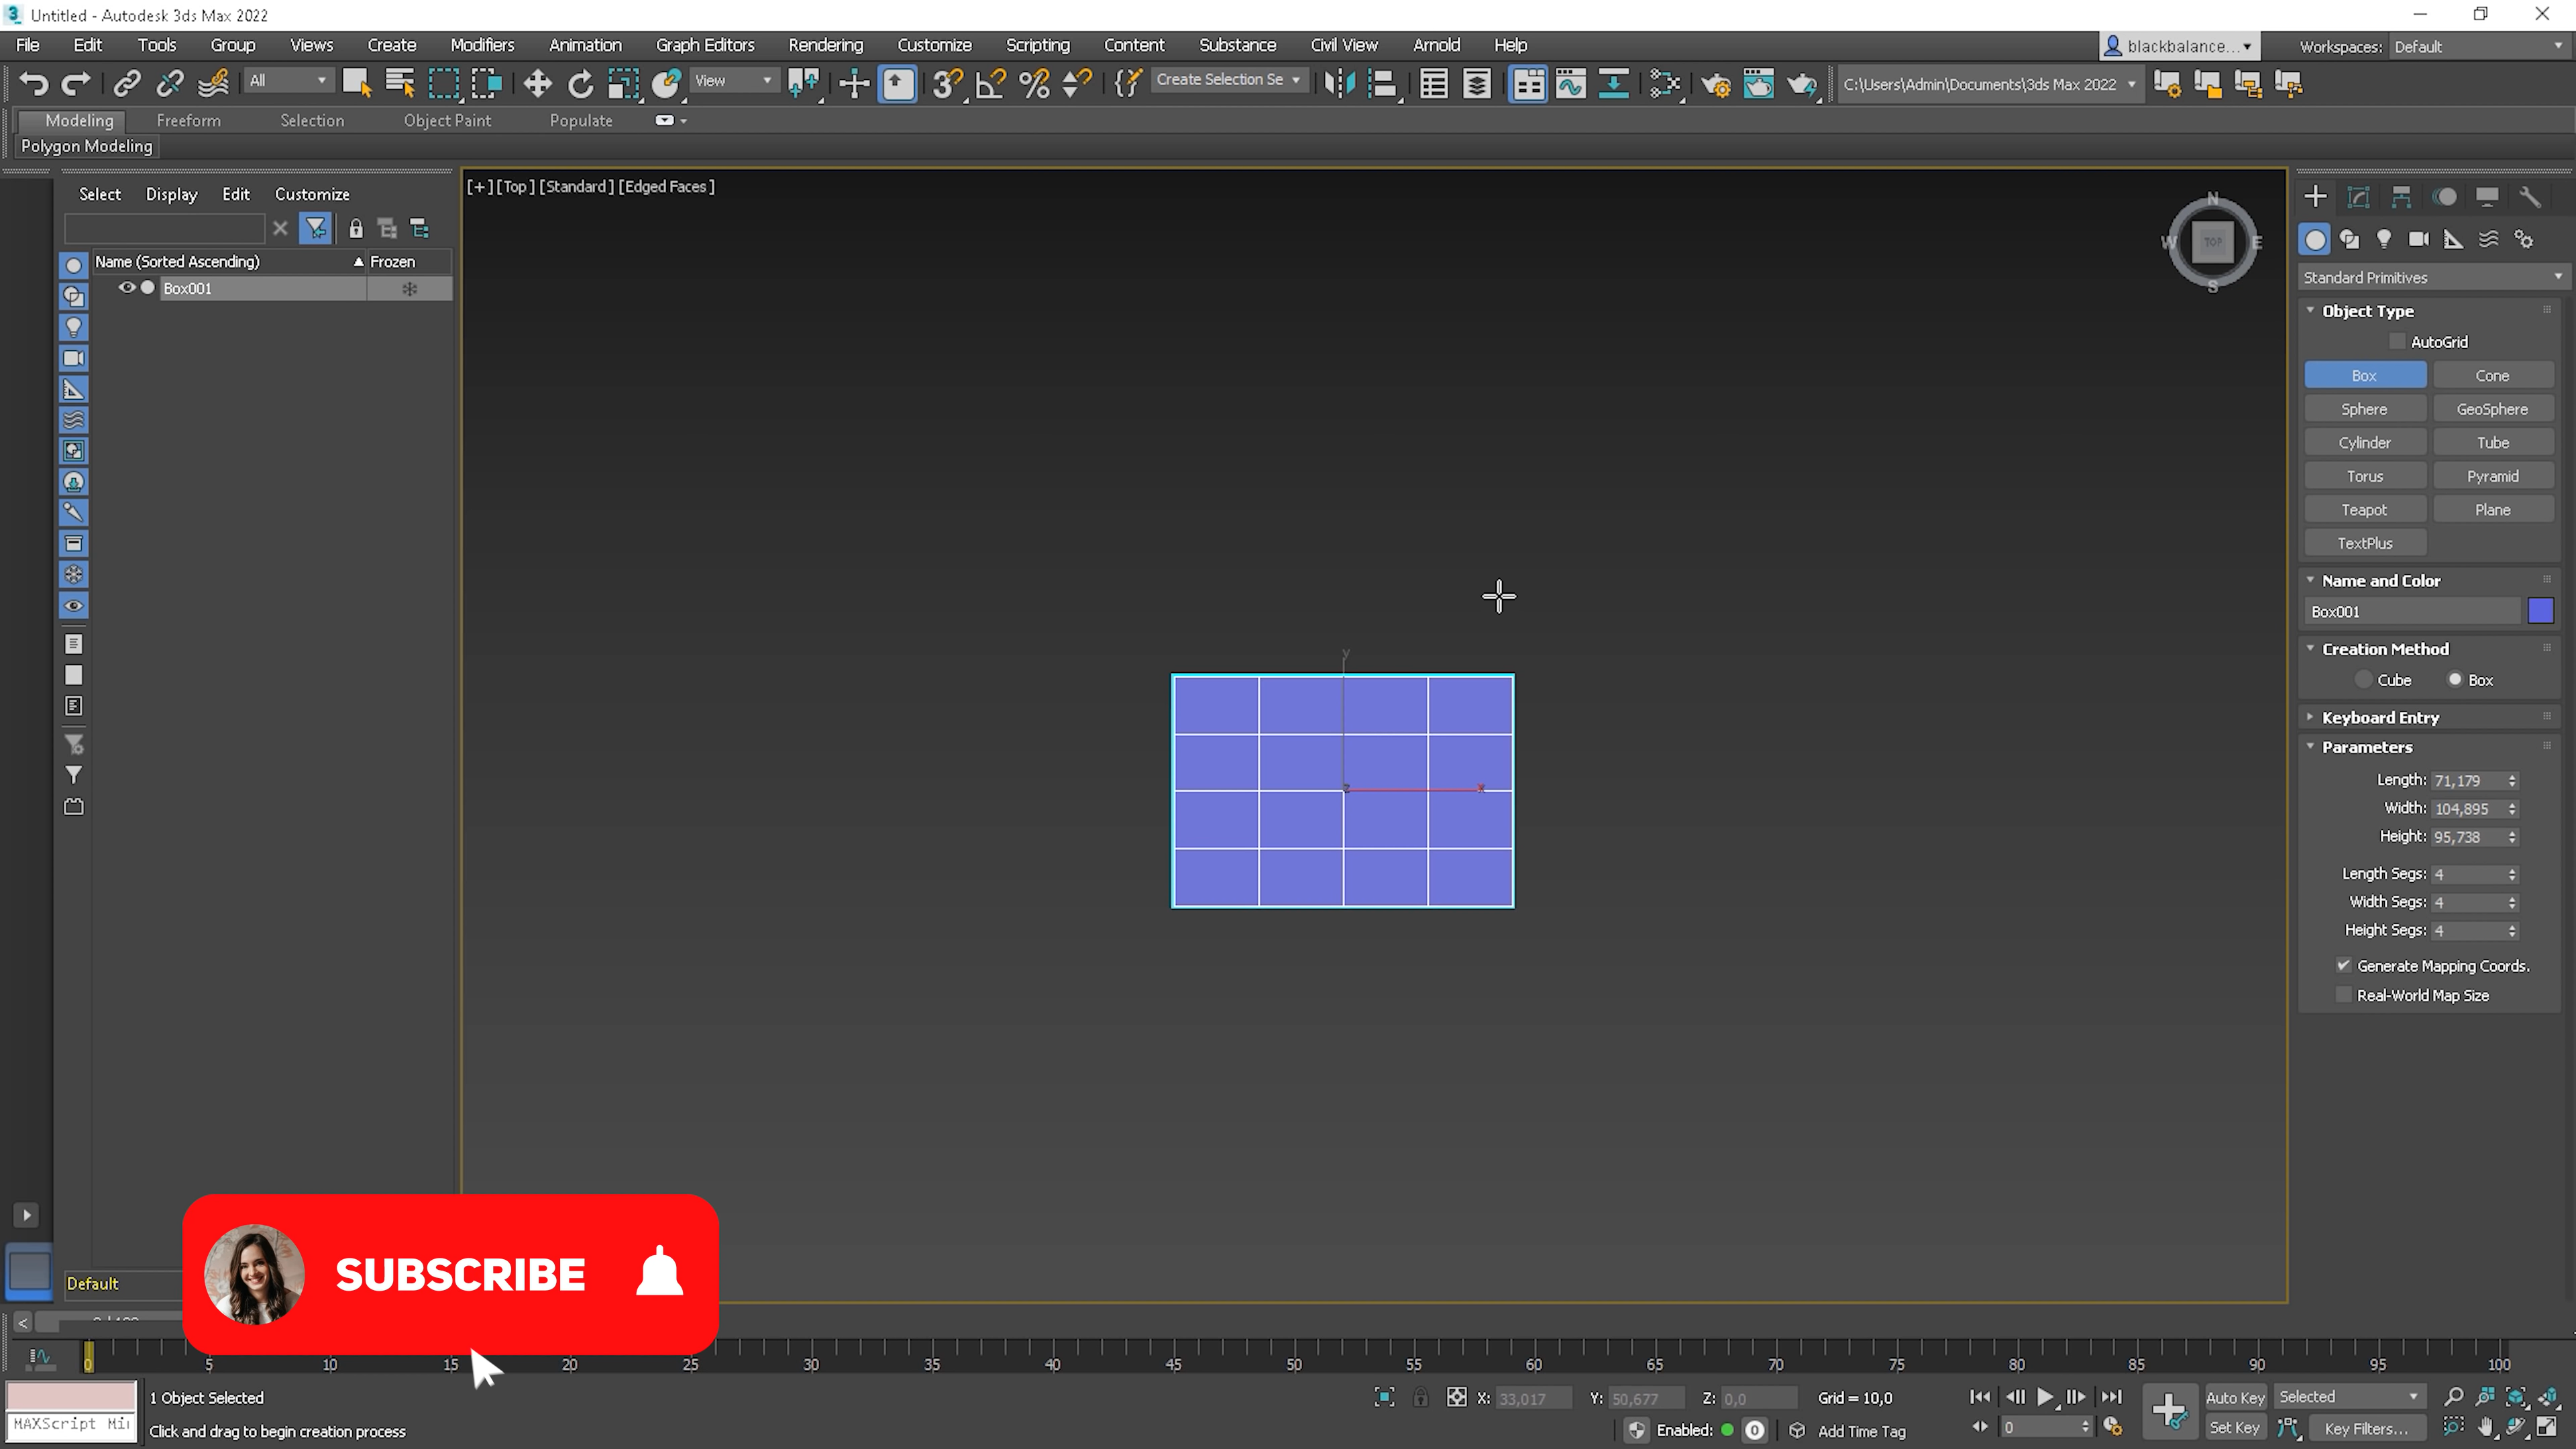 Untitled - Autodesk 3ds Max 2022
File Edit Tools Group Views Create Modifiers Animation Graph Editors Rendering Customize Scripting Content Substance Civil View Arnold Help
blackbalance... Workspaces: Default
All View Create Selection Se C:\Users\Admin\Documents\3ds Max 2022
Modeling Freeform Selection Object Paint Populate
Polygon Modeling
Select Display Edit Customize
Name (Sorted Ascending) Frozen
Box001
[+] [Top] [Standard] [Edged Faces]
N
W TOP E
S
y
z x
Standard Primitives
Object Type
AutoGrid
Box Cone
Sphere GeoSphere
Cylinder Tube
Torus Pyramid
Teapot Plane
TextPlus
Name and Color
Box001
Creation Method
Cube Box
Keyboard Entry
Parameters
Length: 71,179
Width: 104,895
Height: 95,738
Length Segs: 4
Width Segs: 4
Height Segs: 4
Generate Mapping Coords.
Real-World Map Size
Default
SUBSCRIBE
0 5 10 15 20 25 30 35 40 45 50 55 60 65 70 75 80 85 90 95 100
1 Object Selected
MAXScript Mi
Click and drag to begin creation process
X: 33,017 Y: 50,677 Z: 0,0 Grid = 10,0
Enabled: 0 Add Time Tag
0
Auto Key Selected
Set Key Key Filters...